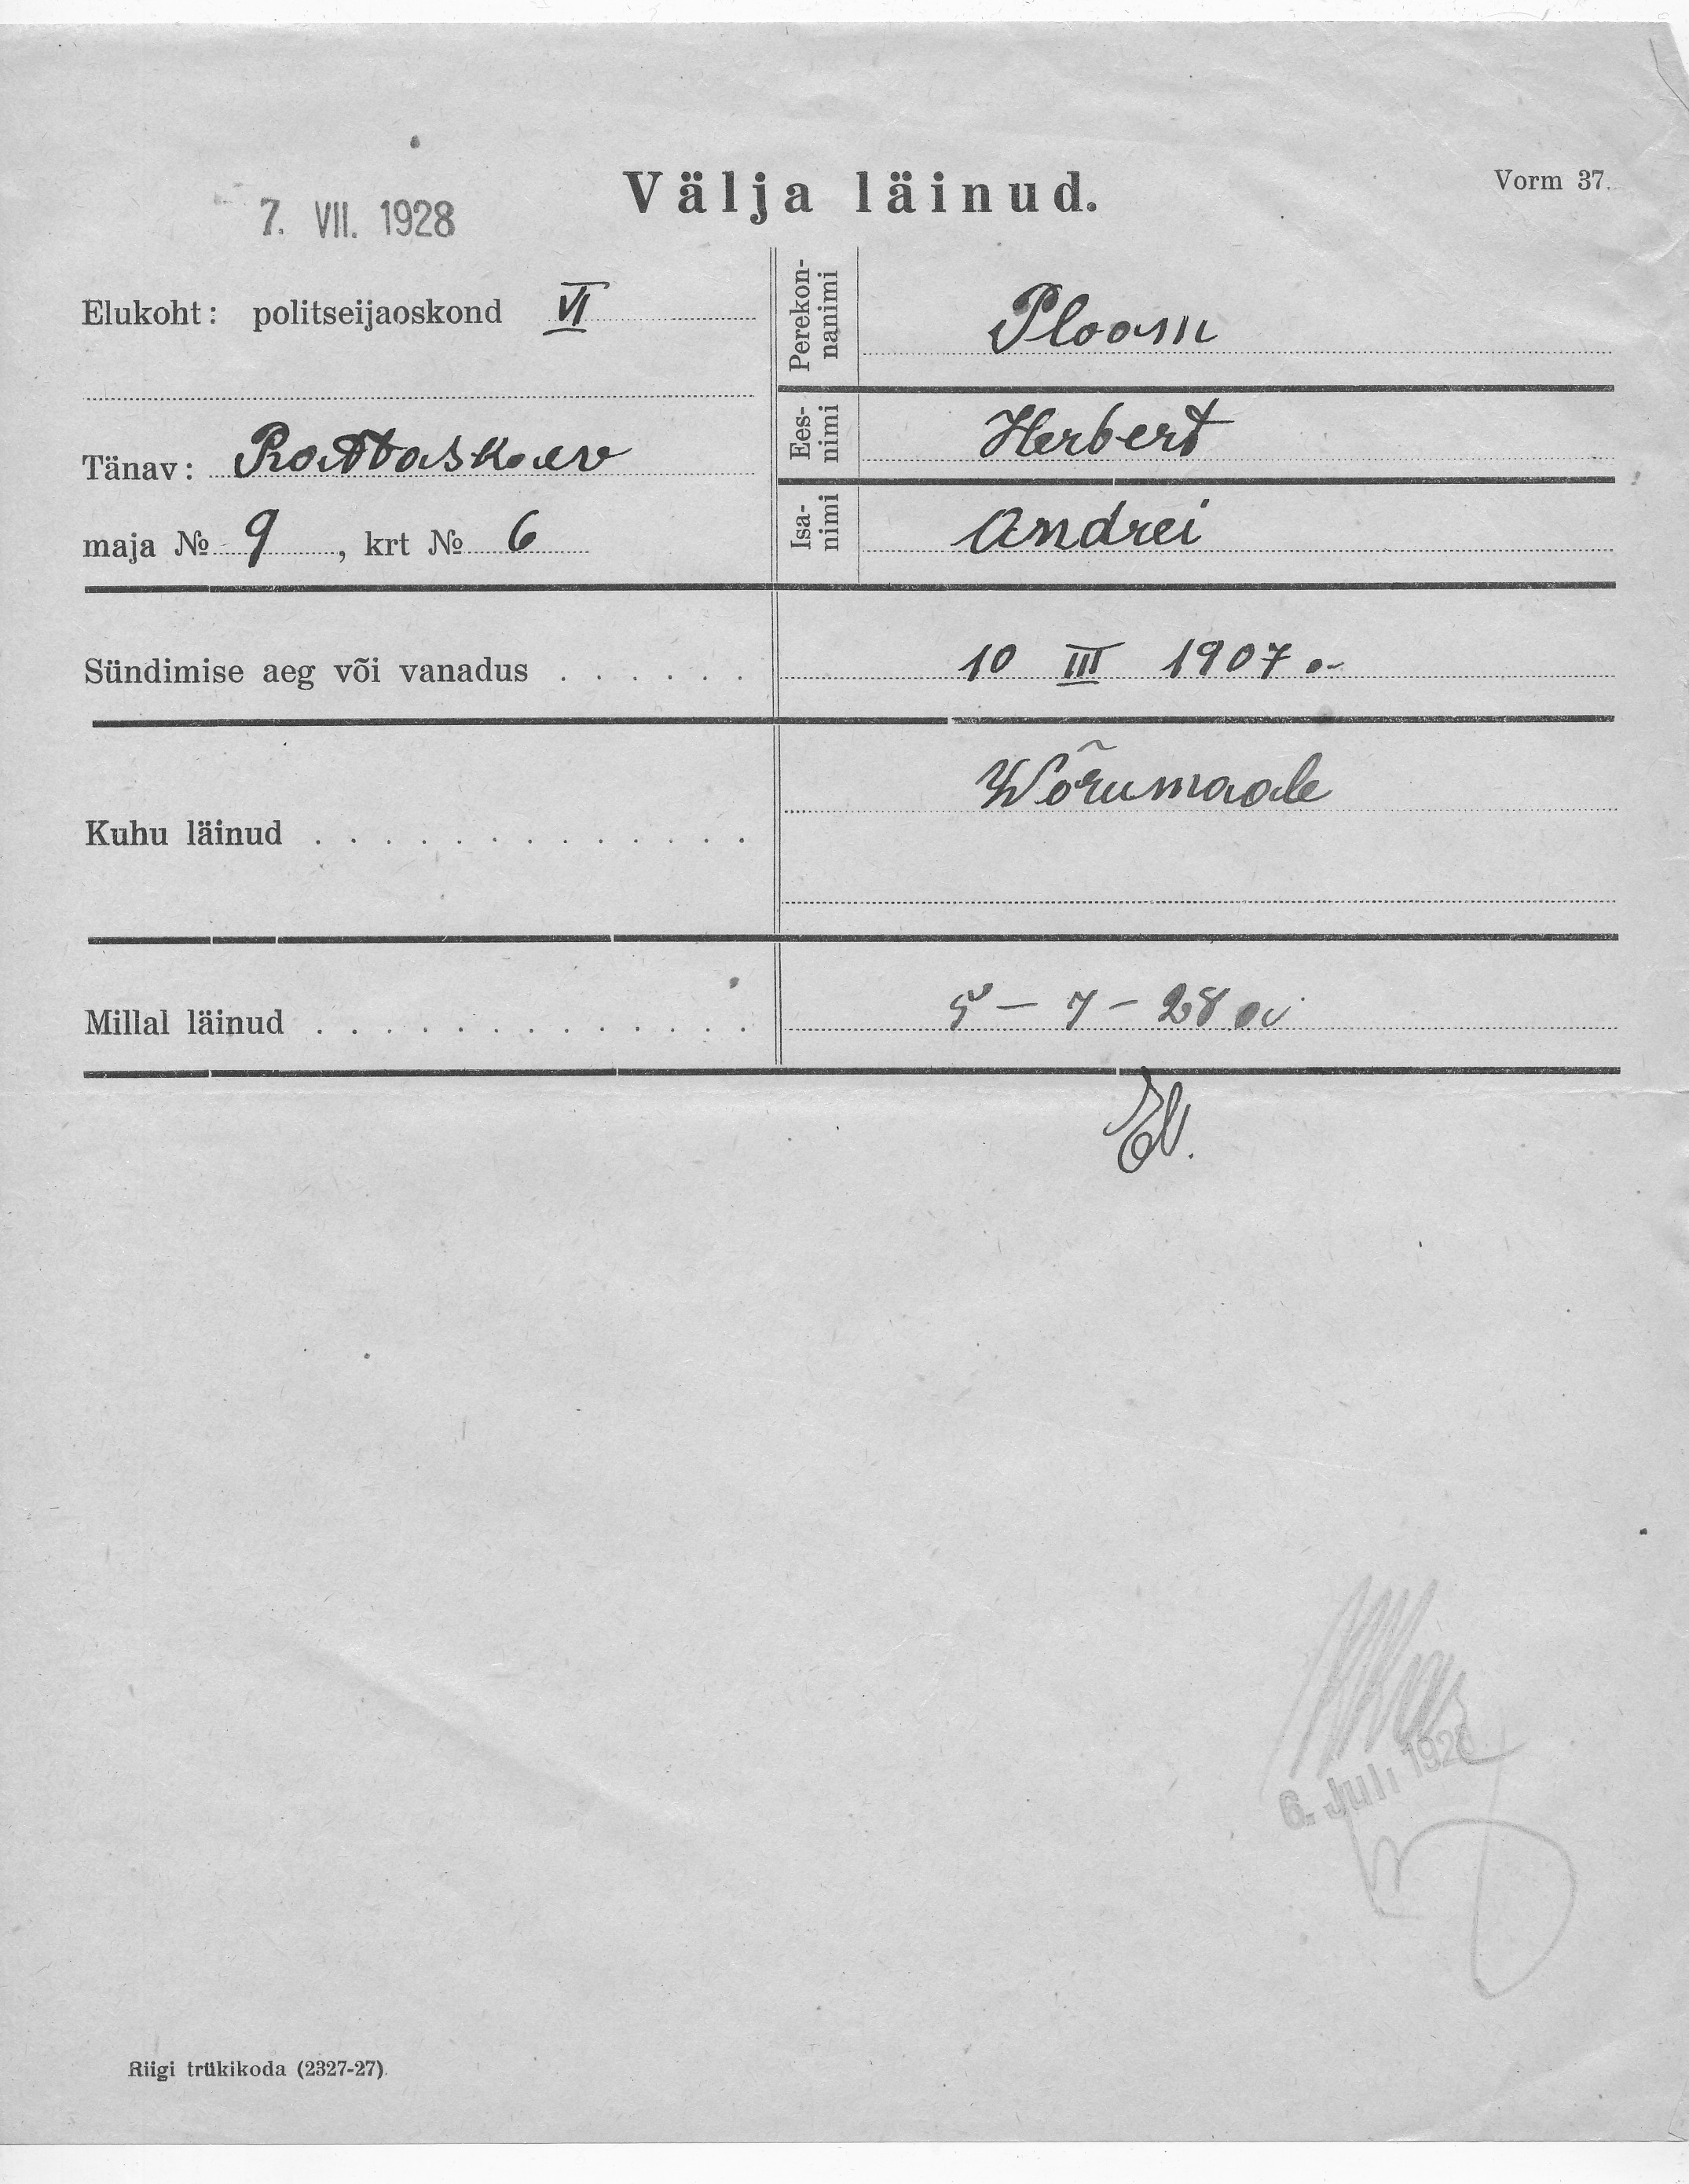 Välja läinud.
Vorm 37.
7. VII. 1928
Elukoht: politseijaoskond VI
Tänav: Rattaskaev
maja № 9, krt № 6
Perekon-
nanimi
Ploom
Ees-
nimi
Herbert
Isa-
nimi
Andrei
Sündimise aeg või vanadus . . . . . . 10 III 1907.
Kuhu läinud . . . . . . . . . . . . . Wõrumaale
Millal läinud . . . . . . . . . . . . . 5 – 7 – 28 a
6. Juli 1928
Riigi trükikoda (2327-27).